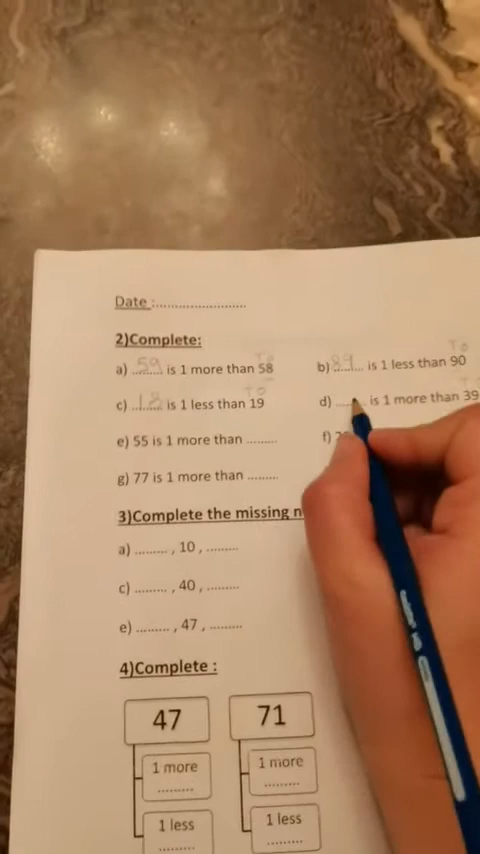 Date :.......................
2)Complete:
T O
a) ..59.. is 1 more than 58
T O
b) ..89.. is 1 less than 90
T O
c) ..18.. is 1 less than 19
d) ........ is 1 more than 39
e) 55 is 1 more than .........
f)
g) 77 is 1 more than .........
3)Complete the missing n
a) ......... , 10 , .........
c) ......... , 40 , .........
e) ......... , 47 , .........
4)Complete :
47
71
1 more
.........
1 more
.........
1 less
.........
1 less
.........